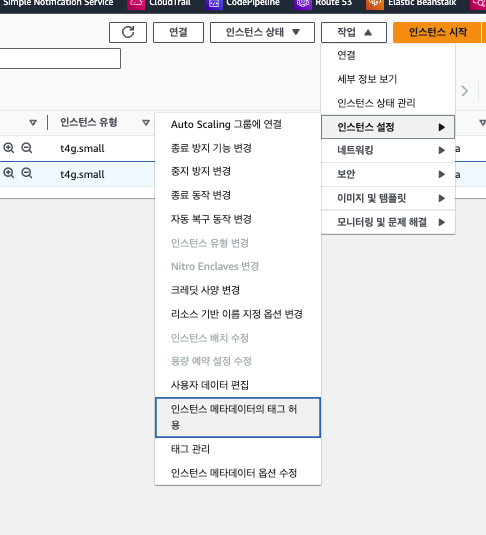 Simple Notification Service CloudTrail CodePipeline Route 53 Elastic Beanstalk
연결 인스턴스 상태 작업 인스턴스 시작
연결
세부 정보 보기
인스턴스 상태 관리
인스턴스 설정
네트워킹
보안
이미지 및 템플릿
모니터링 및 문제 해결
인스턴스 유형
t4g.small a
t4g.small a
Auto Scaling 그룹에 연결
종료 방지 기능 변경
중지 방지 변경
종료 동작 변경
자동 복구 동작 변경
인스턴스 유형 변경
Nitro Enclaves 변경
크레딧 사양 변경
리소스 기반 이름 지정 옵션 변경
인스턴스 배치 수정
용량 예약 설정 수정
사용자 데이터 편집
인스턴스 메타데이터의 태그 허
용
태그 관리
인스턴스 메타데이터 옵션 수정